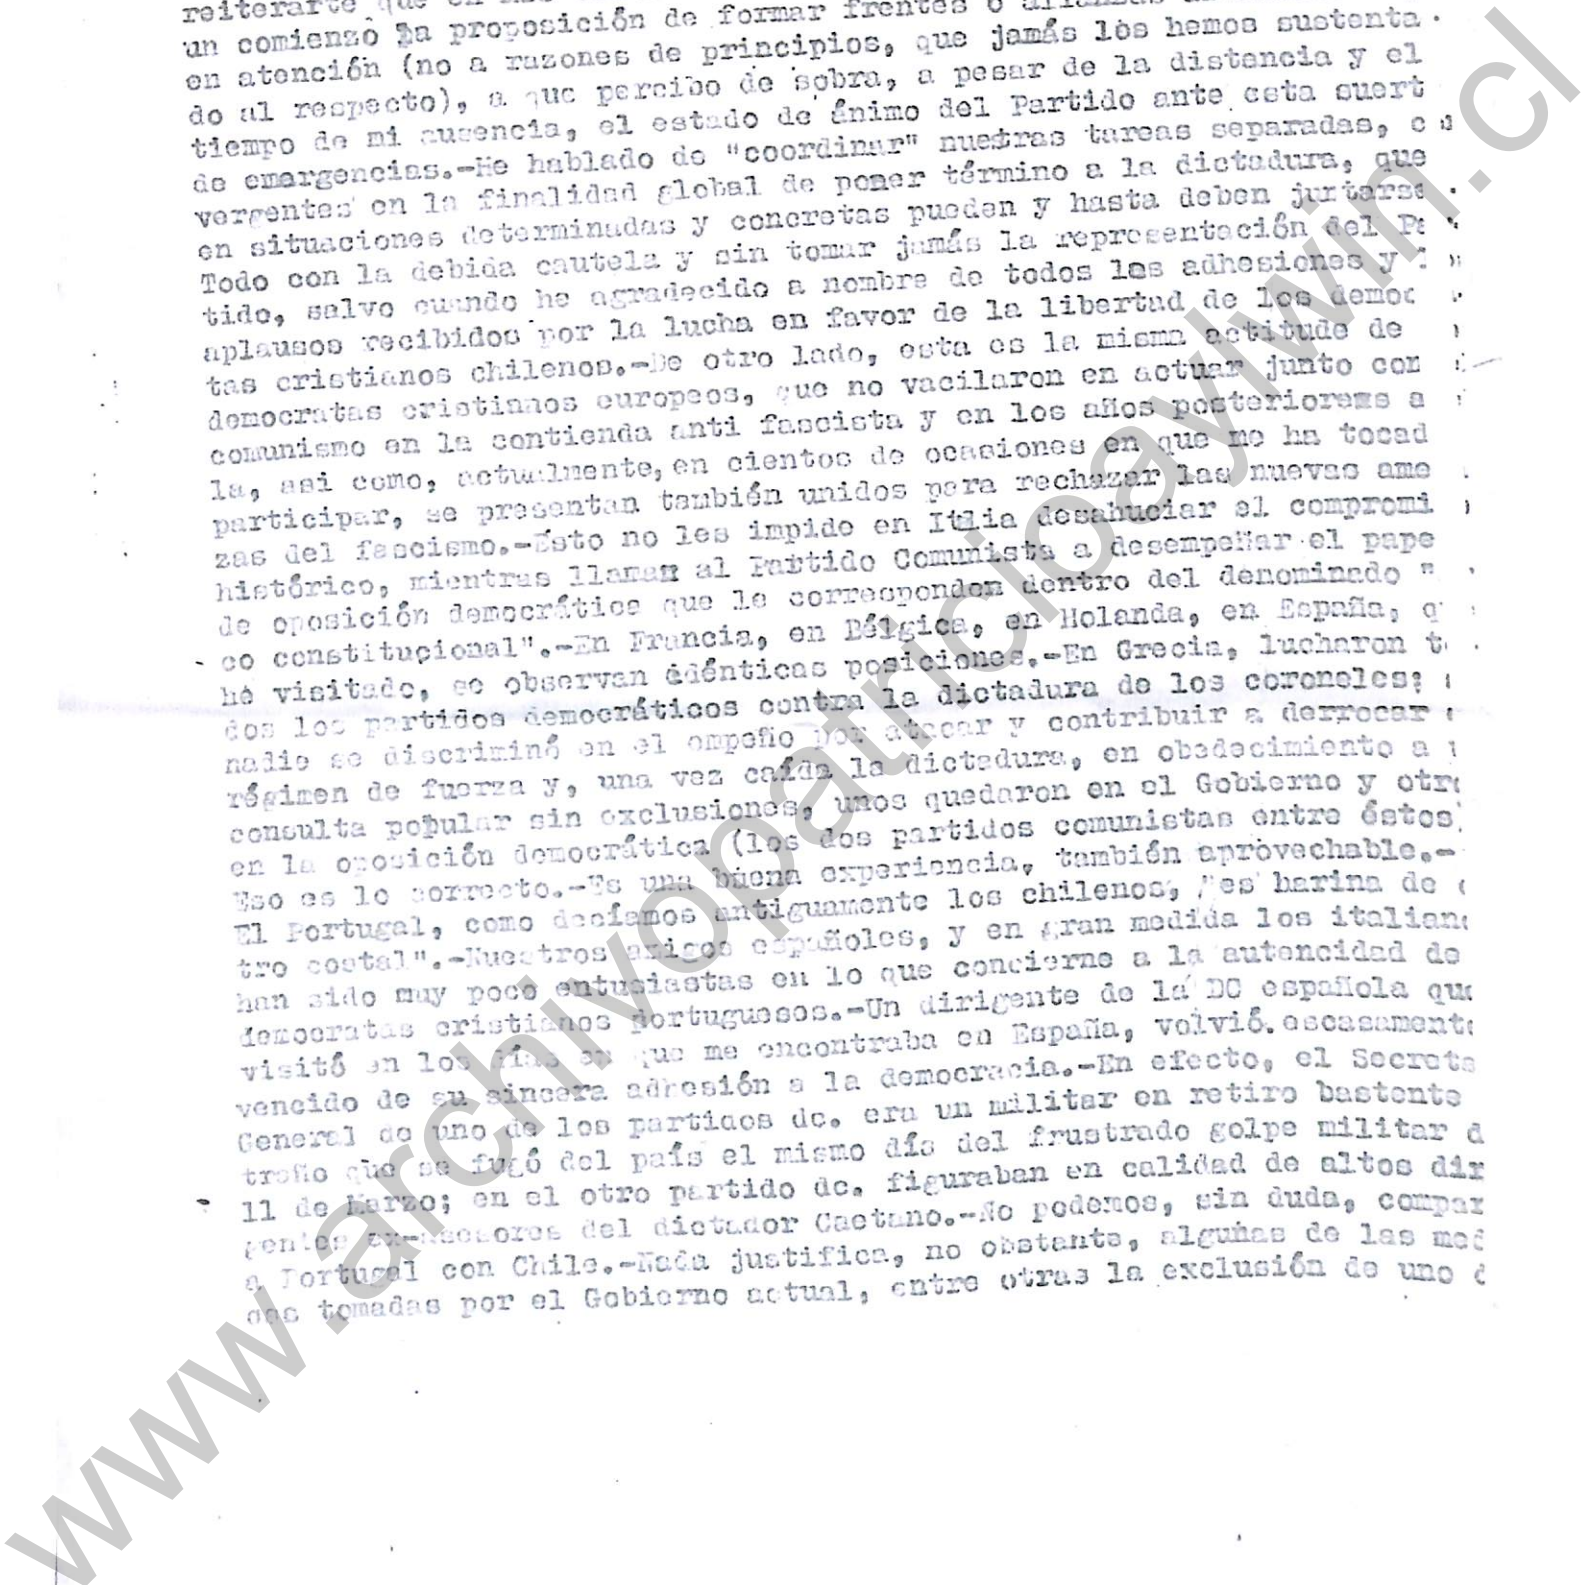 reiterarte que en
un comienzo la proposición de formar frentes o alianzas
en atención (no a razones de principios, que jamás los hemos sustenta
do al respecto), a que percibo de sobra, a pesar de la distencia y el
tiempo de mi ausencia, el estado de ánimo del Partido ante esta suert
de emergencias.-He hablado de "coordinar" nuestras tareas separadas, c
vergentes en la finalidad global de poner término a la dictadura, que
en situaciones determinadas y concretas pueden y hasta deben juntarse
Todo con la debida cautela y sin tomar jamás la representación del Pa
tido, salvo cuando he agradecido a nombre de todos las adhesiones y
aplausos recibidos por la lucha en favor de la libertad de los democ
tas cristianos chilenos.-De otro lado, esta es la misma actitude de
democratas cristianos europeos, que no vacilaron en actuar junto con
comunismo en la contienda anti fascista y en los años posteriorems a
la, asi como, actualmente, en cientos de ocasiones en que me ha tocad
participar, se presentan también unidos para rechazar las nuevas ame
zas del fascismo.-Esto no les impide en Itlia desahuciar el compromi
histórico, mientras llaman al Partido Comunista a desempeñar el pape
de oposición democrática que le corresponden dentro del denominado "
co constitucional".-En Francia, en Bélgica, en Holanda, en España, q
he visitado, se observan idénticas posiciones.-En Grecia, lucharon t
dos los partidos democráticos contra la dictadura de los coroneles;
nadie se discriminó en el empeño por atacar y contribuir a derrocar
régimen de fuerza y, una vez caída la dictadura, en obedecimiento a
consulta popular sin exclusiones, unos quedaron en el Gobierno y otr
en la oposición democrática (los dos partidos comunistas entre éstos)
Eso es lo correcto.-Es una buena experiencia, también aprovechable.-
El Portugal, como decíamos antiguamente los chilenos, "es harina de
tro costal".-Nuestros amigos españoles, y en gran medida los italian
han sido muy poco entusiastas en lo que concierne a la autencidad de
democratas cristianos portugueses.-Un dirigente de la DC española que
visitó en los días en que me encontraba en España, volvió escasamente
vencido de su sincera adhesión a la democracia.-En efecto, el Secreta
General de uno de los partidos dc. era un militar en retiro bastente
traño que se fugó del país el mismo día del frustrado golpe militar d
11 de Marzo; en el otro partido dc. figuraban en calidad de altos dir
gentes ex-asesores del dictador Caetano.-No podemos, sin duda, compar
a Portugal con Chile.-Nada justifica, no obstante, algunas de las med
das tomadas por el Gobierno actual, entre otras la exclusión de uno d
www.archivopatricioaylwin.cl